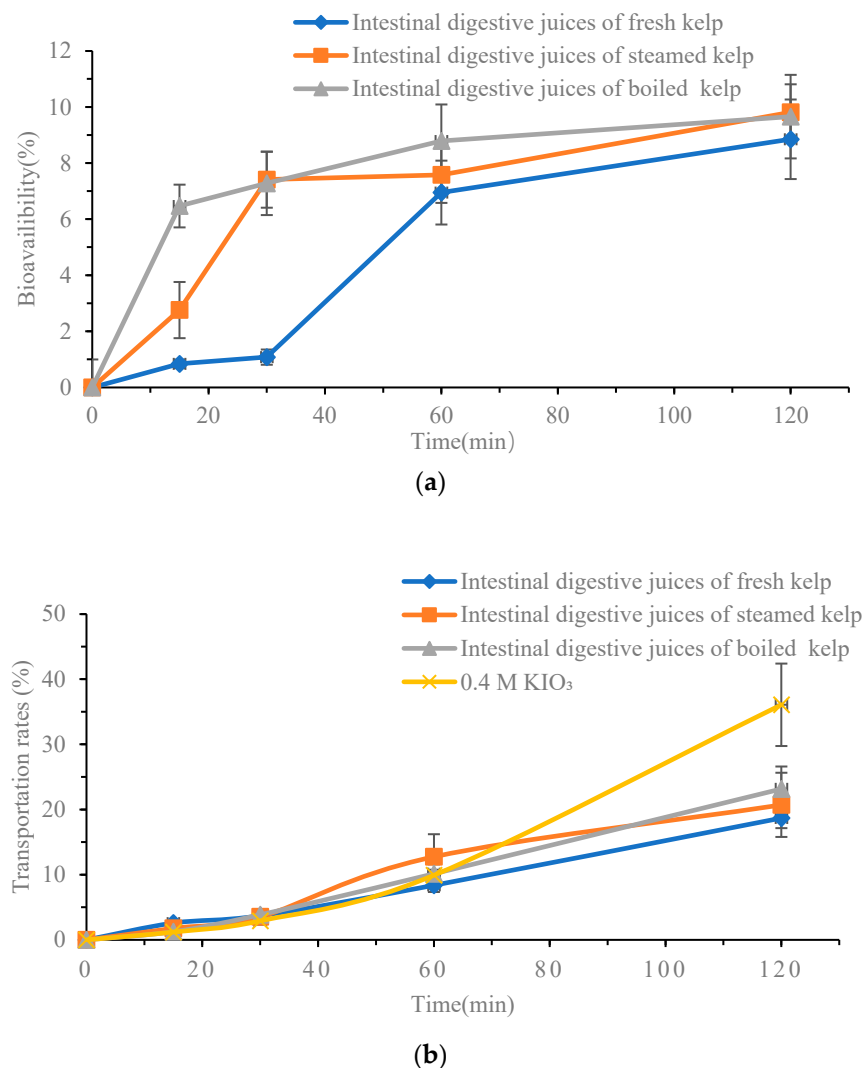 Intestinal digestive juices of fresh kelp
Intestinal digestive juices of steamed kelp
Intestinal digestive juices of boiled kelp
12
10
8
6
4
2
0
Bioavailibility(%)
0 20 40 60 80 100 120
Time(min)
(a)
Intestinal digestive juices of fresh kelp
Intestinal digestive juices of steamed kelp
Intestinal digestive juices of boiled kelp
0.4 M KIO₃
50
40
30
20
10
0
Transportation rates (%)
0 20 40 60 80 100 120
Time(min)
(b)